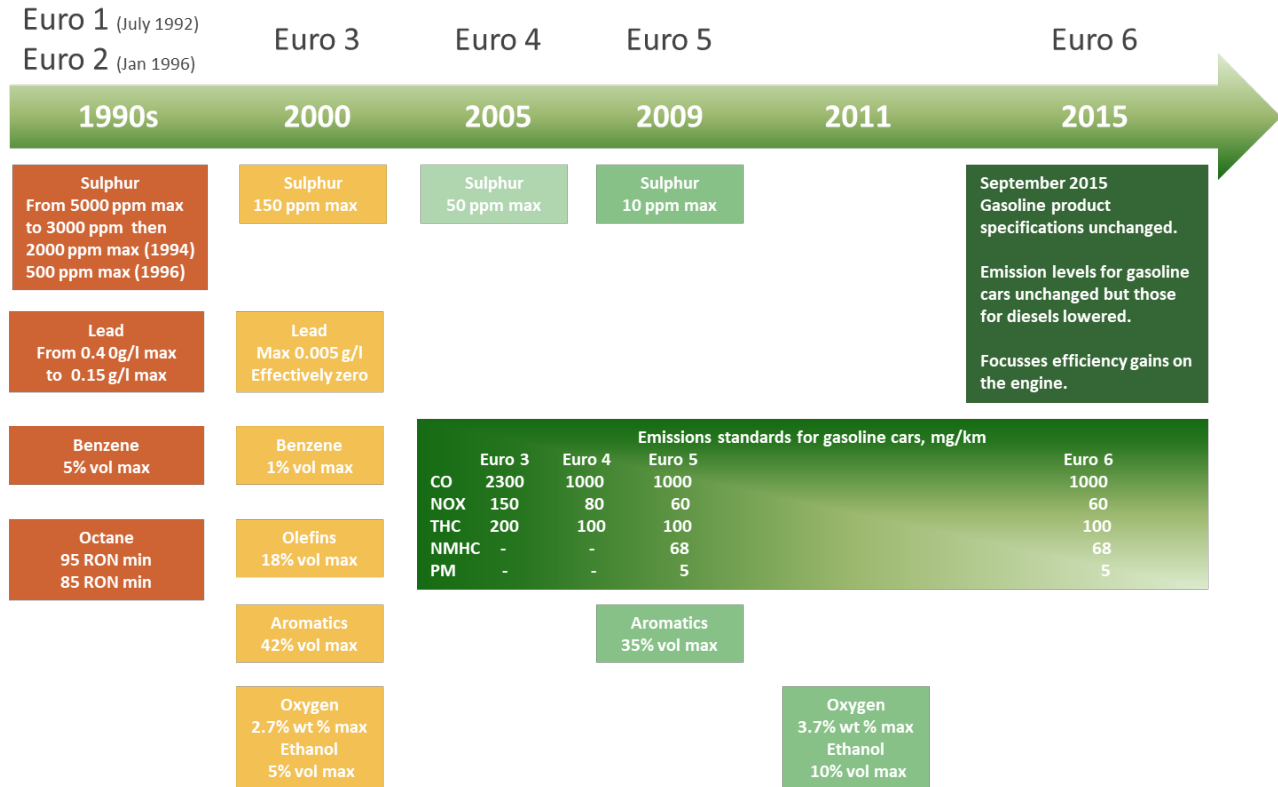 Euro 1 (July 1992)
Euro 2 (Jan 1996)
Euro 3
Euro 4
Euro 5
Euro 6
1990s
2000
2005
2009
2011
2015
Sulphur
From 5000 ppm max
to 3000 ppm then
2000 ppm max (1994)
500 ppm max (1996)
Sulphur
150 ppm max
Sulphur
50 ppm max
Sulphur
10 ppm max
September 2015
Gasoline product
specifications unchanged.
Emission levels for gasoline
cars unchanged but those
for diesels lowered.
Focusses efficiency gains on
the engine.
Lead
From 0.4 0g/l max
to 0.15 g/l max
Lead
Max 0.005 g/l
Effectively zero
Benzene
5% vol max
Benzene
1% vol max
Emissions standards for gasoline cars, mg/km
Euro 3 Euro 4 Euro 5 Euro 6
CO 2300 1000 1000 1000
NOX 150 80 60 60
THC 200 100 100 100
NMHC - - 68 68
PM - - 5 5
Octane
95 RON min
85 RON min
Olefins
18% vol max
Aromatics
42% vol max
Aromatics
35% vol max
Oxygen
2.7% wt % max
Ethanol
5% vol max
Oxygen
3.7% wt % max
Ethanol
10% vol max